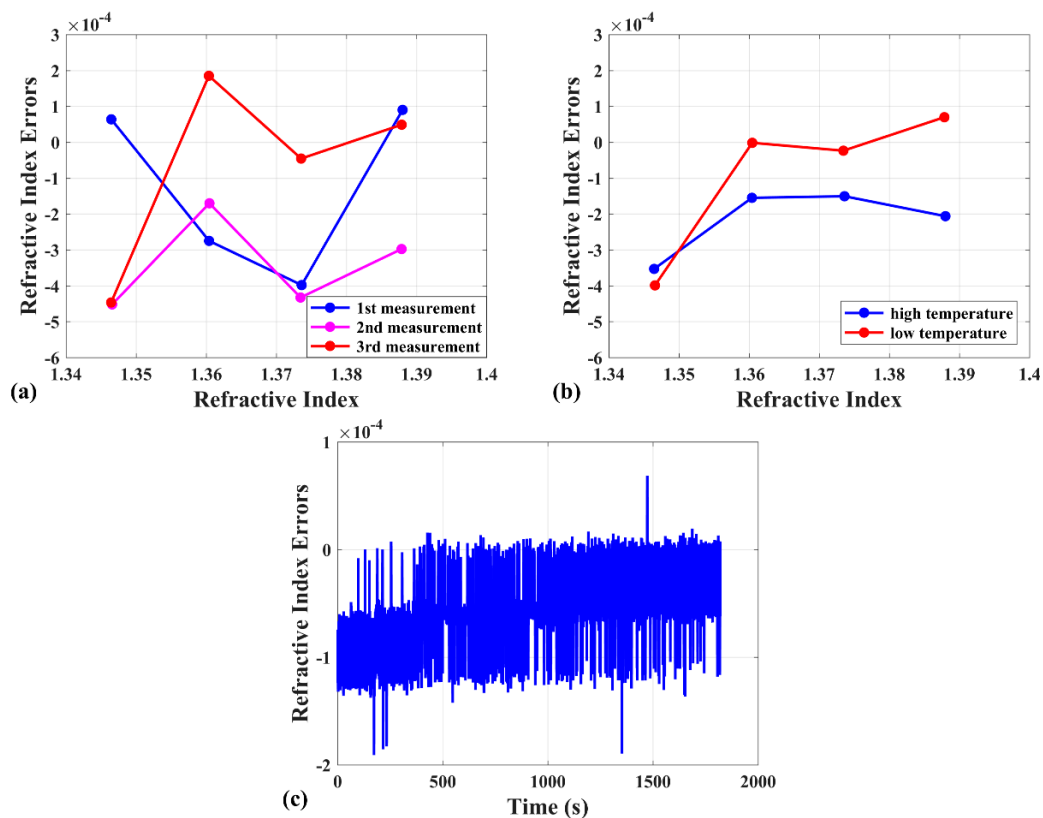 ×10⁻⁴
3
2
1
0
-1
-2
-3
-4
-5
-6
Refractive Index Errors
1st measurement
2nd measurement
3rd measurement
1.34 1.35 1.36 1.37 1.38 1.39 1.4
Refractive Index
(a)
×10⁻⁴
3
2
1
0
-1
-2
-3
-4
-5
-6
Refractive Index Errors
high temperature
low temperature
1.34 1.35 1.36 1.37 1.38 1.39 1.4
Refractive Index
(b)
×10⁻⁴
1
0
-1
-2
Refractive Index Errors
0 500 1000 1500 2000
Time (s)
(c)